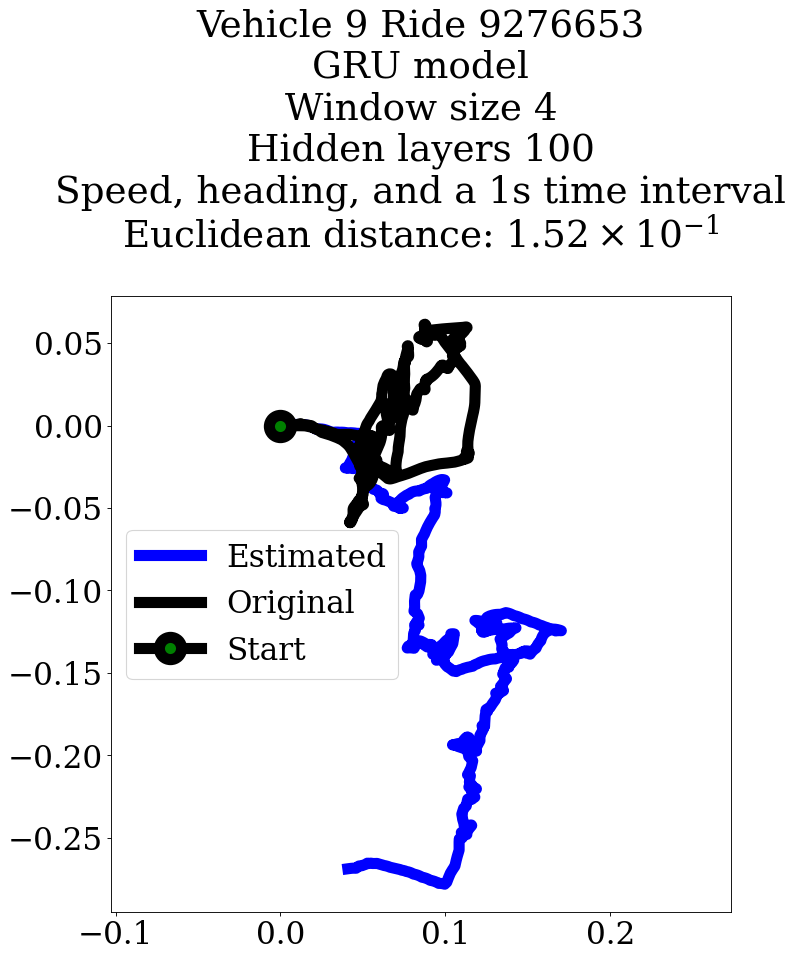 Vehicle 9 Ride 9276653
GRU model
Window size 4
Hidden layers 100
Speed, heading, and a 1s time interval
Euclidean distance: 1.52 × 10⁻¹
0.05
0.00
−0.05
−0.10
−0.15
−0.20
−0.25
Estimated
Original
Start
−0.1
0.0
0.1
0.2